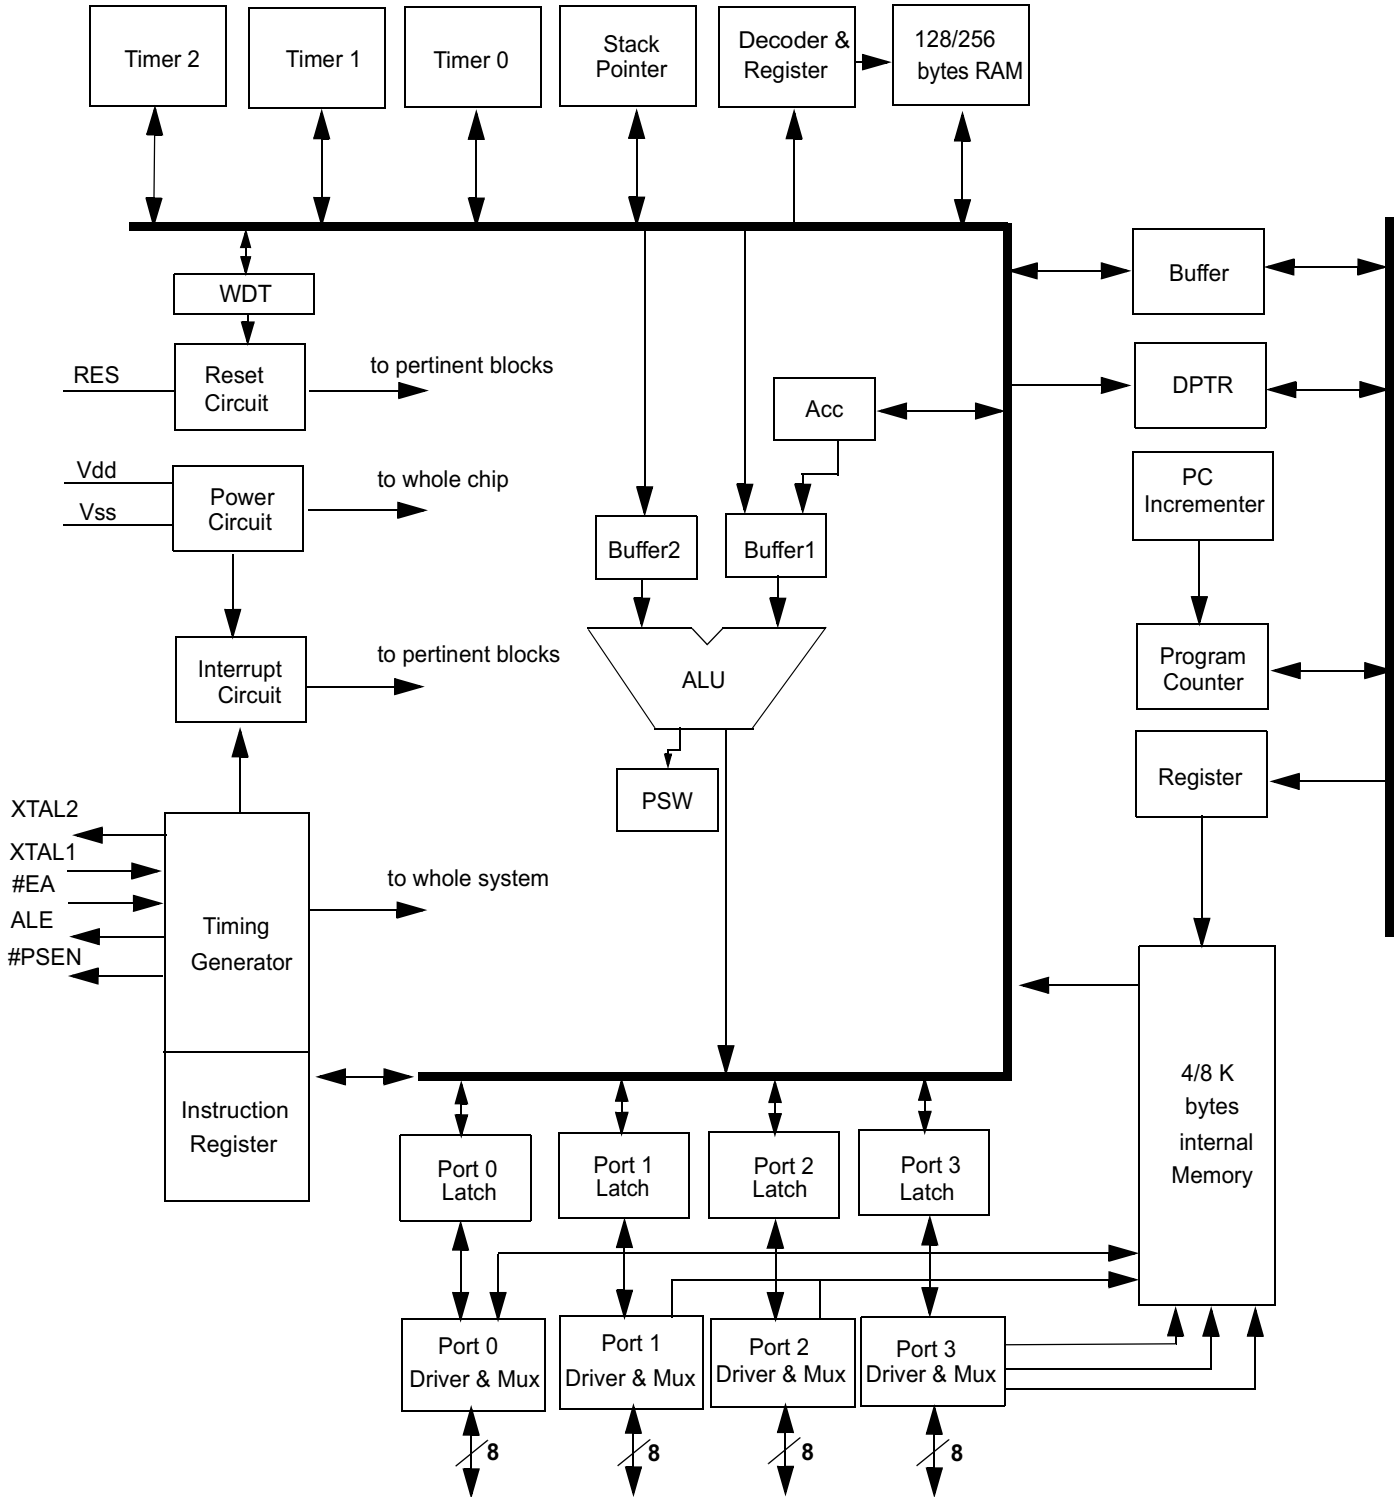 Timer 2
Timer 1
Timer 0
Stack
Pointer
Decoder &
Register
128/256
bytes RAM
WDT
Buffer
RES
Reset
Circuit
to pertinent blocks
Acc
DPTR
Vdd
Vss
Power
Circuit
to whole chip
PC
Incrementer
Buffer2
Buffer1
Interrupt
Circuit
to pertinent blocks
ALU
Program
Counter
PSW
Register
XTAL2
XTAL1
#EA
ALE
#PSEN
Timing
Generator
to whole system
Instruction
Register
4/8 K
bytes
internal
Memory
Port 0
Latch
Port 1
Latch
Port 2
Latch
Port 3
Latch
Port 0
Driver & Mux
Port 1
Driver & Mux
Port 2
Driver & Mux
Port 3
Driver & Mux
8
8
8
8